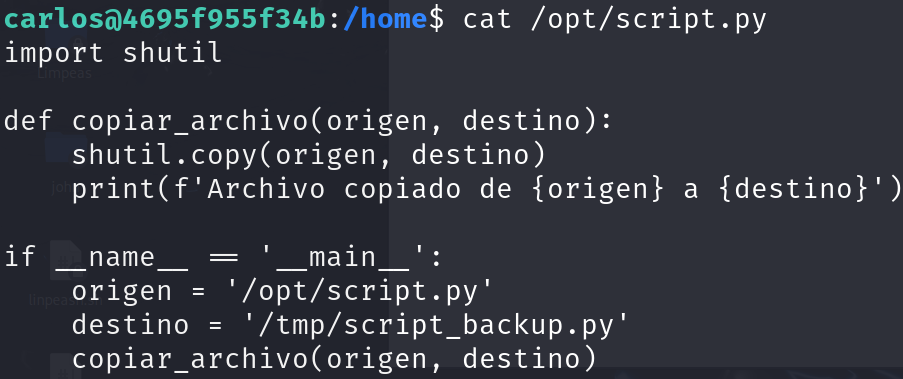 carlos@4695f955f34b:/home$ cat /opt/script.py
import shutil
def copiar_archivo(origen, destino):
    shutil.copy(origen, destino)
    print(f'Archivo copiado de {origen} a {destino}')
if __name__ == '__main__':
    origen = '/opt/script.py'
    destino = '/tmp/script_backup.py'
    copiar_archivo(origen, destino)
Limpeas